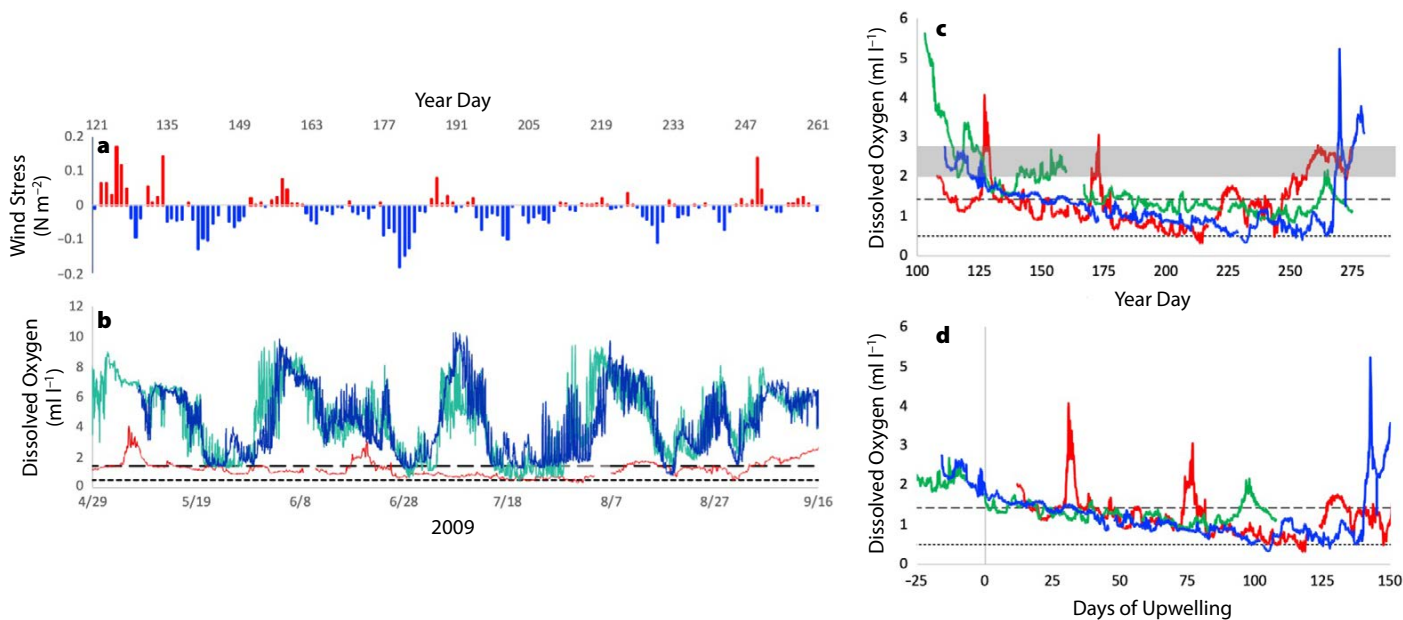 Year Day
121 135 149 163 177 191 205 219 233 247 261
a
Wind Stress
(N m−2)
0.2
0.1
0
−0.1
−0.2
b
Dissolved Oxygen
(ml l−1)
12
10
8
6
4
2
0
4/29 5/19 6/8 6/28 7/18 8/7 8/27 9/16
2009
c
Dissolved Oxygen (ml l−1)
6
5
4
3
2
1
0
100 125 150 175 200 225 250 275
Year Day
d
Dissolved Oxygen (ml l−1)
6
5
4
3
2
1
0
-25 0 25 50 75 100 125 150
Days of Upwelling